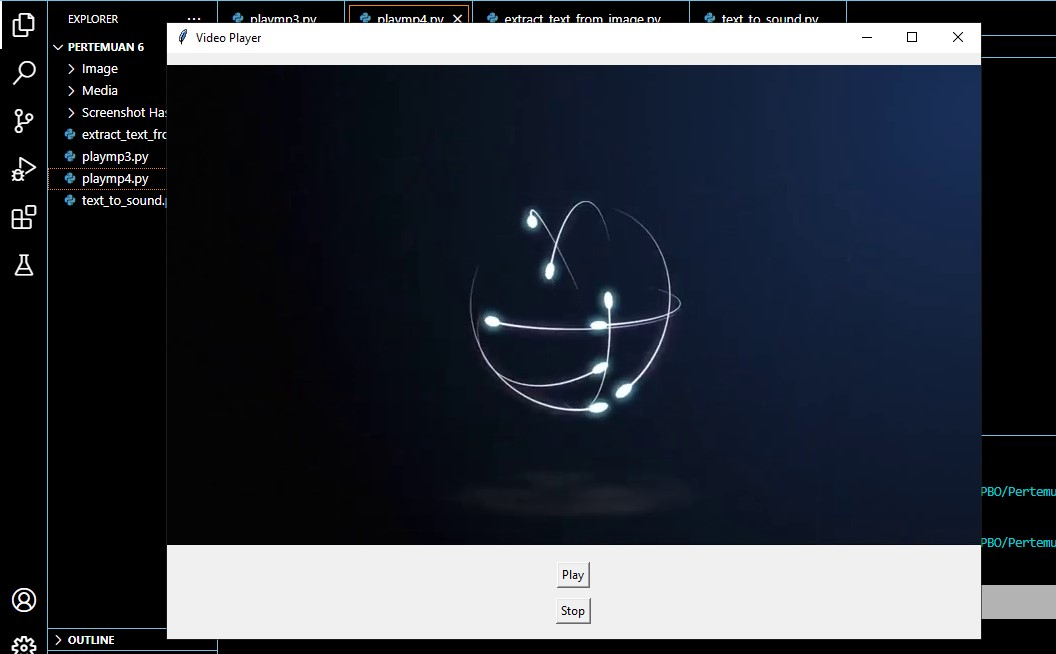 EXPLORER
playmp3.py
playmp4.py
extract_text_from_image.py
text_to_sound.py
Video Player
PERTEMUAN 6
Image
Media
Screenshot Has
extract_text_fro
playmp3.py
playmp4.py
text_to_sound.p
PBO/Pertemu
PBO/Pertemu
Play
Stop
OUTLINE